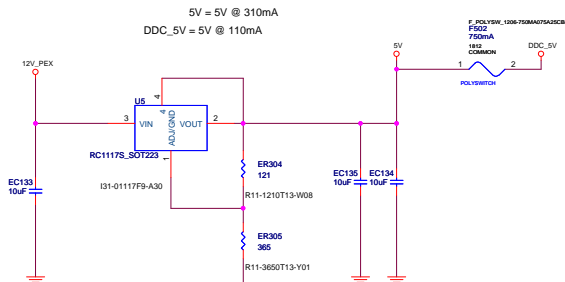 5V = 5V @ 310mA
DDC_5V = 5V @ 110mA
F_POLYSW_1206-750MA075A25CB
F502
750mA
1812
COMMON
5V
DDC_5V
1
2
POLYSWITCH
12V_PEX
U5
4
4
3
VIN
ADJ/GND
VOUT
2
RC1117S_SOT223
1
I31-01117F9-A30
EC133
10uF
ER304
121
R11-1210T13-W08
EC135
10uF
EC134
10uF
ER305
365
R11-3650T13-Y01